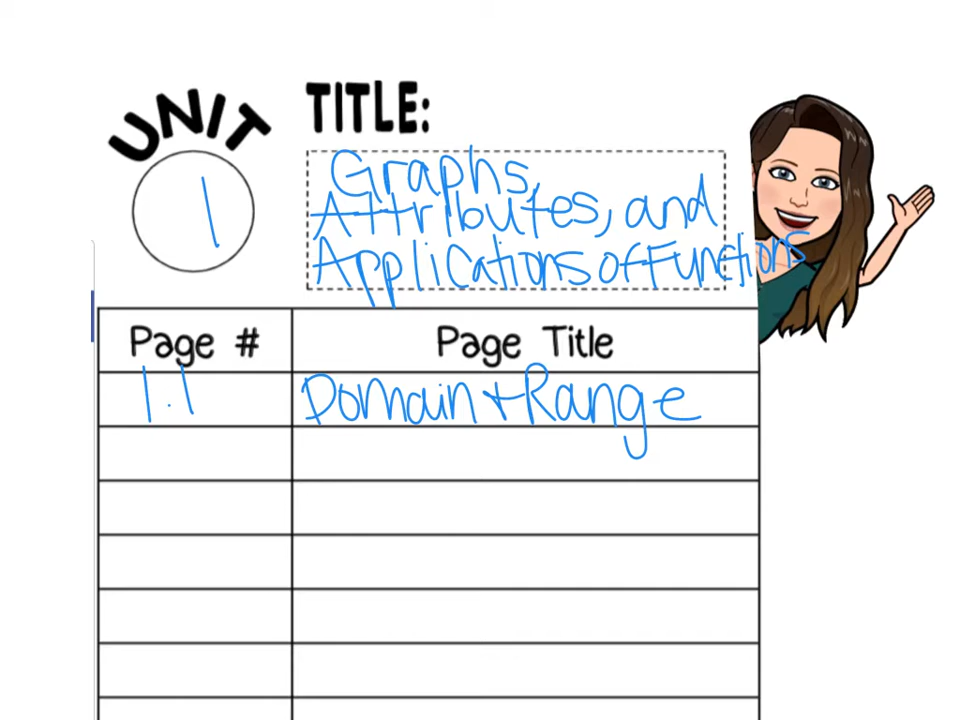 UNIT
1
TITLE:
Graphs,
Attributes, and
Applications of Functions
Page # Page Title
1.1 Domain + Range